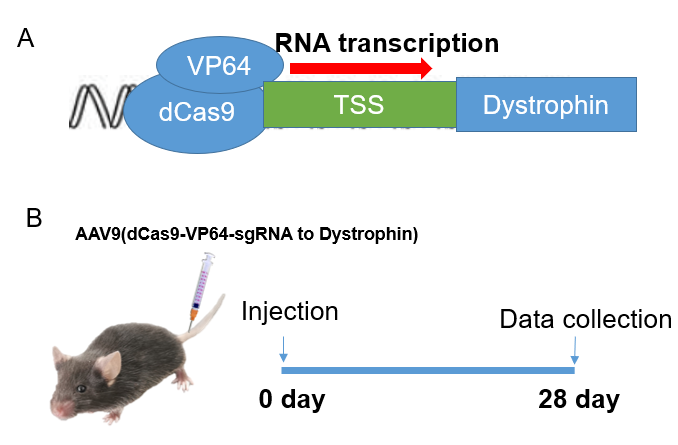 A
RNA transcription
VP64
dCas9
TSS
Dystrophin
B
AAV9(dCas9-VP64-sgRNA to Dystrophin)
Injection
Data collection
0 day
28 day